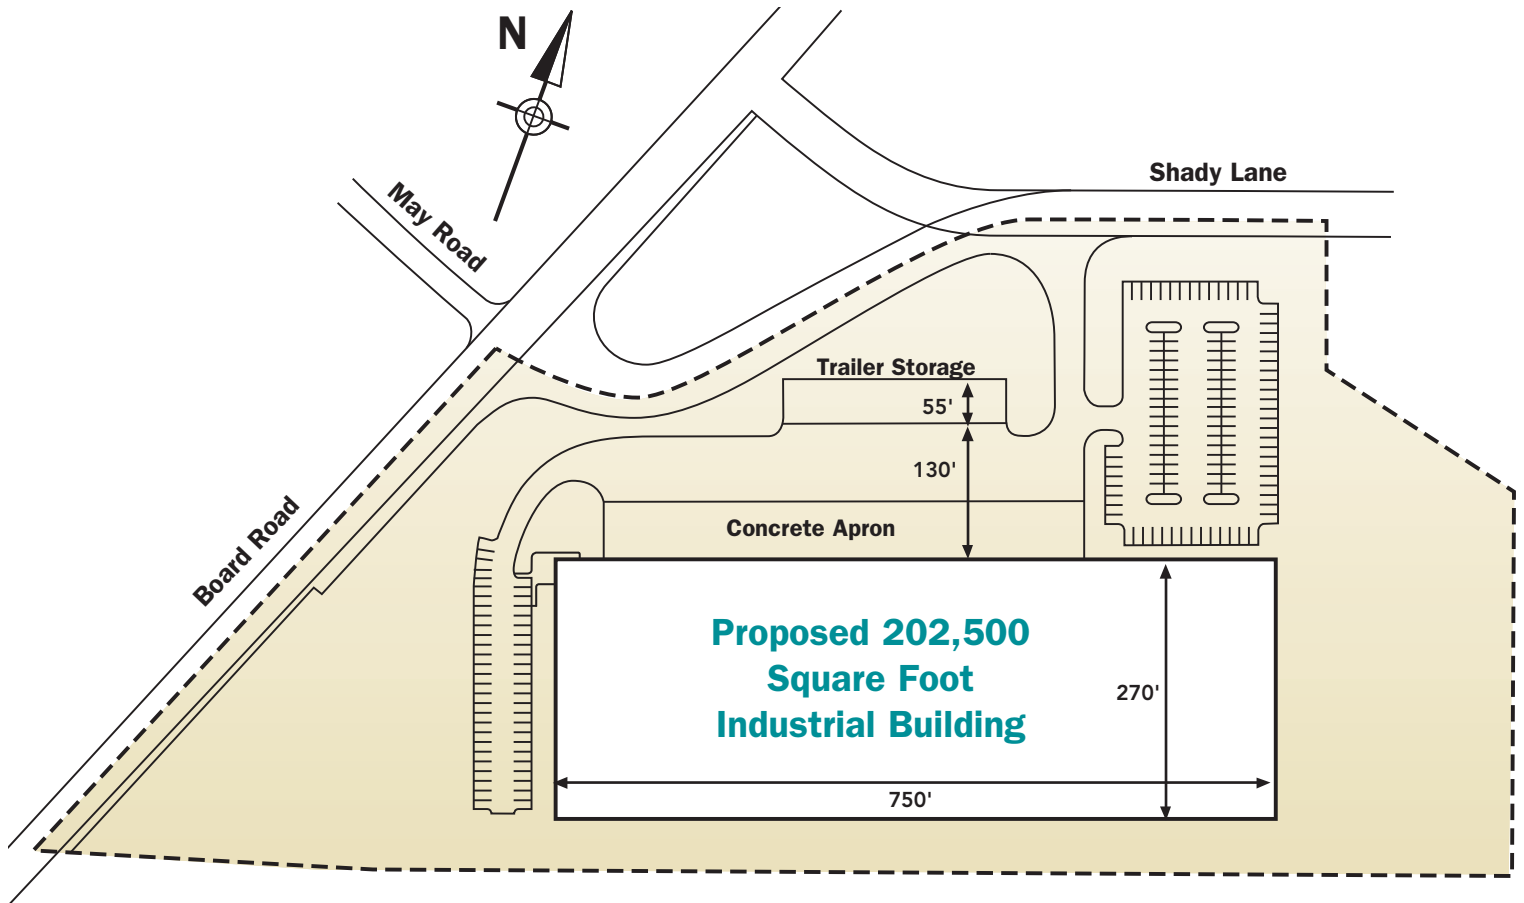 N
May Road
Shady Lane
Trailer Storage
55'
130'
Board Road
Concrete Apron
Proposed 202,500
Square Foot
Industrial Building
270'
750'